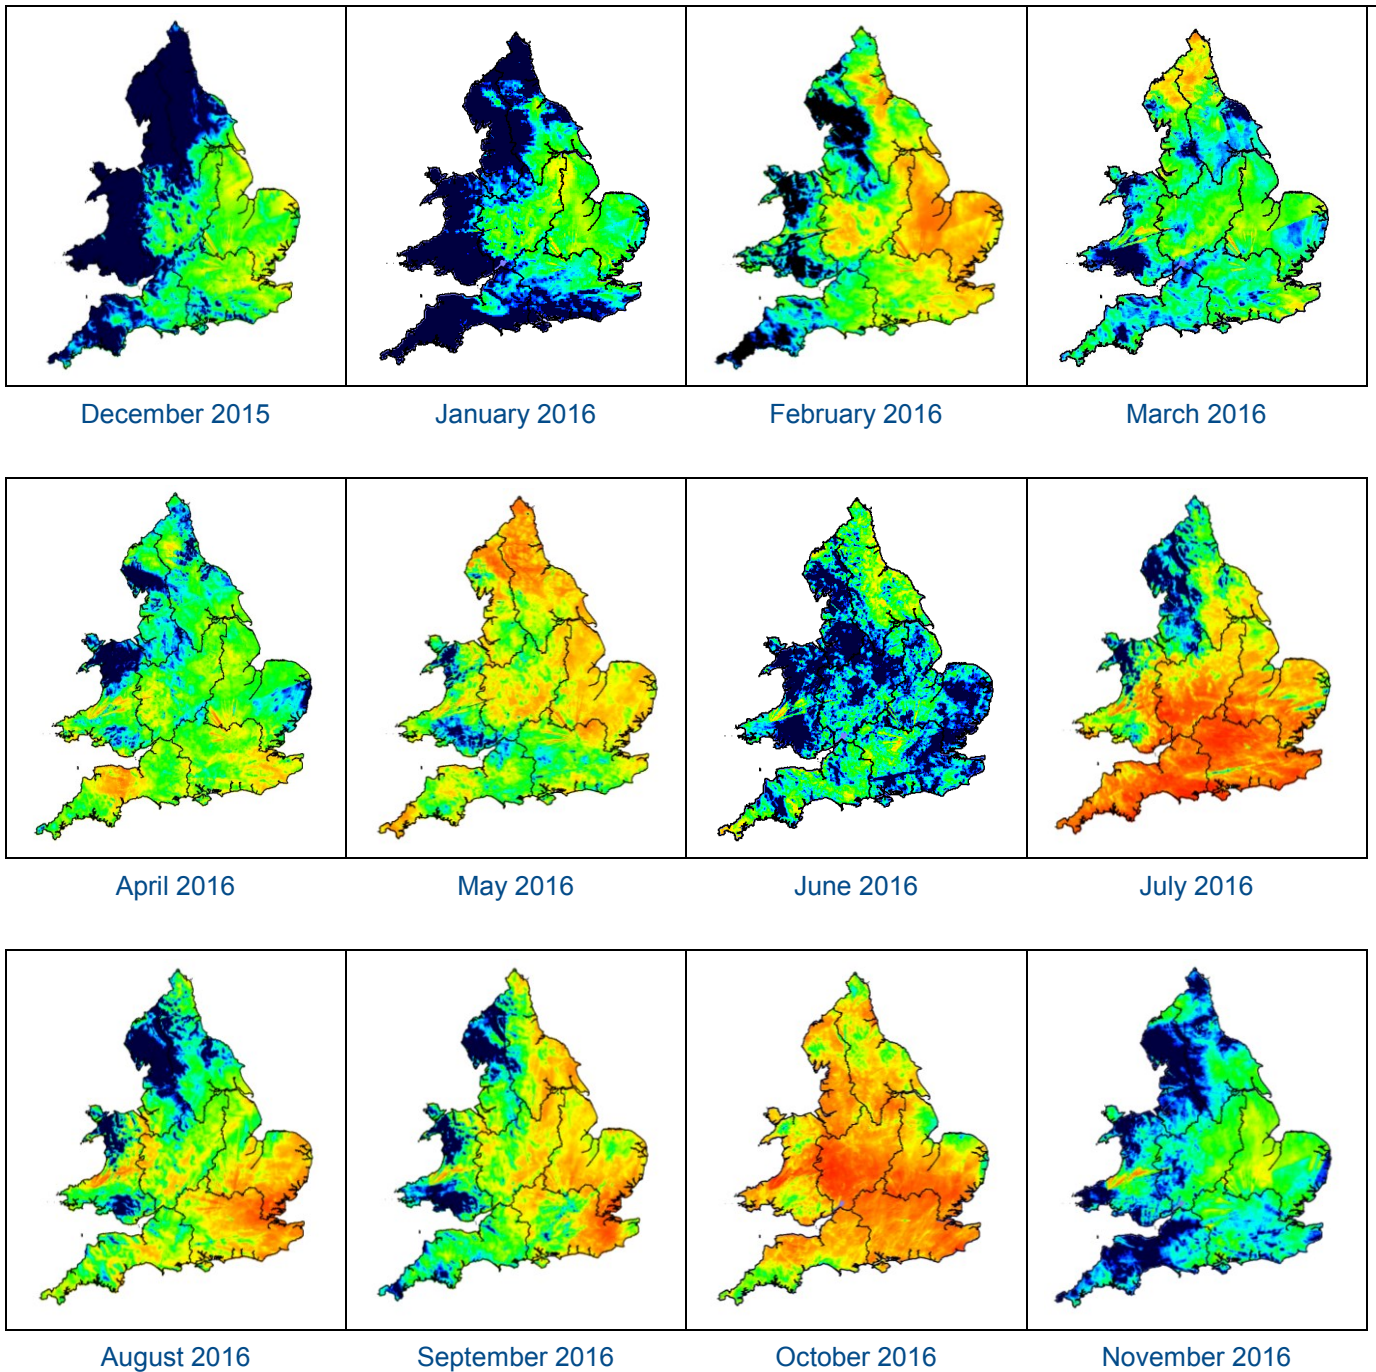 December 2015
January 2016
February 2016
March 2016
April 2016
May 2016
June 2016
July 2016
August 2016
September 2016
October 2016
November 2016